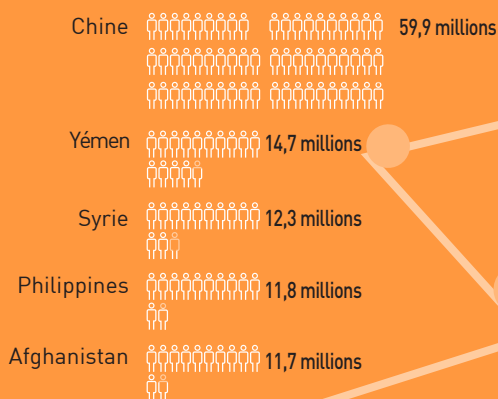 Chine 59,9 millions
Yémen 14,7 millions
Syrie 12,3 millions
Philippines 11,8 millions
Afghanistan 11,7 millions